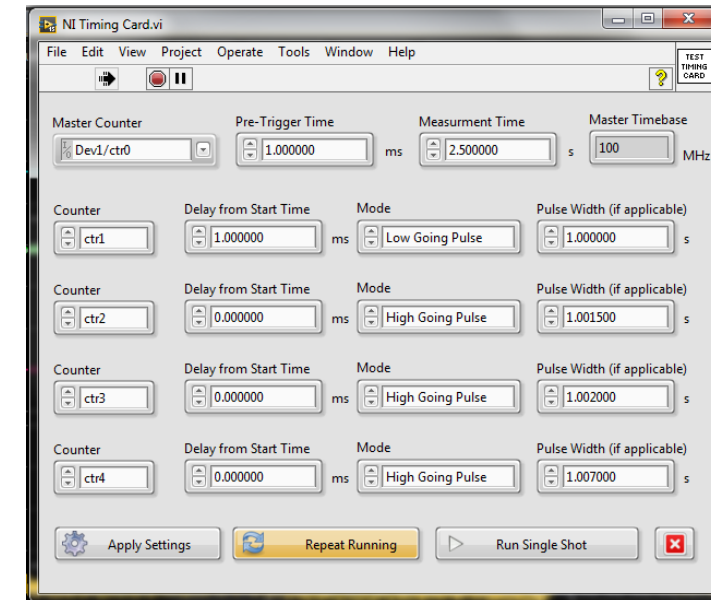 NI Timing Card.vi
File Edit View Project Operate Tools Window Help
TEST
TIMING
CARD
Master Counter Pre-Trigger Time Measurment Time Master Timebase
I/0 Dev1/ctr0 1.000000 ms 2.500000 s 100 MHz
Counter Delay from Start Time Mode Pulse Width (if applicable)
ctr1 1.000000 ms Low Going Pulse 1.000000 s
Counter Delay from Start Time Mode Pulse Width (if applicable)
ctr2 0.000000 ms High Going Pulse 1.001500 s
Counter Delay from Start Time Mode Pulse Width (if applicable)
ctr3 0.000000 ms High Going Pulse 1.002000 s
Counter Delay from Start Time Mode Pulse Width (if applicable)
ctr4 0.000000 ms High Going Pulse 1.007000 s
Apply Settings Repeat Running Run Single Shot